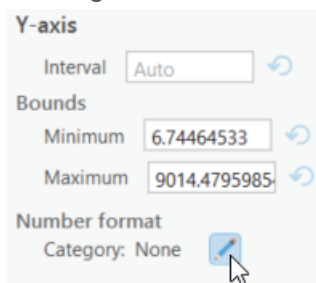 Y-axis
Interval Auto
Bounds
Minimum 6.74464533
Maximum 9014.4795985
Number format
Category: None